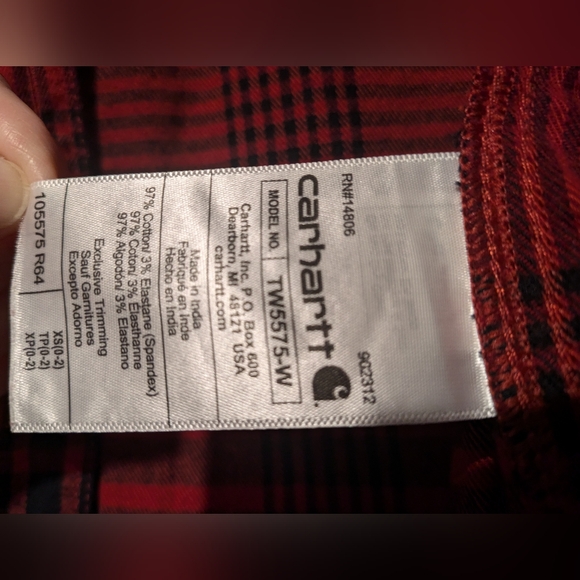 RN#14806
902312
carhartt
MODEL NO. TW5575-W
Carhartt, Inc. P.O. Box 600
Dearborn, MI 48121 USA
carhartt.com
Made in India
Fabriqué en Inde
Hecho en India
97% Cotton/ 3% Elastane (Spandex)
97% Coton/ 3% Élasthanne
97% Algodón/ 3% Elastano
Exclusive Trimming
Sauf Garnitures
Excepto Adorno
105575 R64
XS(0-2)
TP(0-2)
XP(0-2)